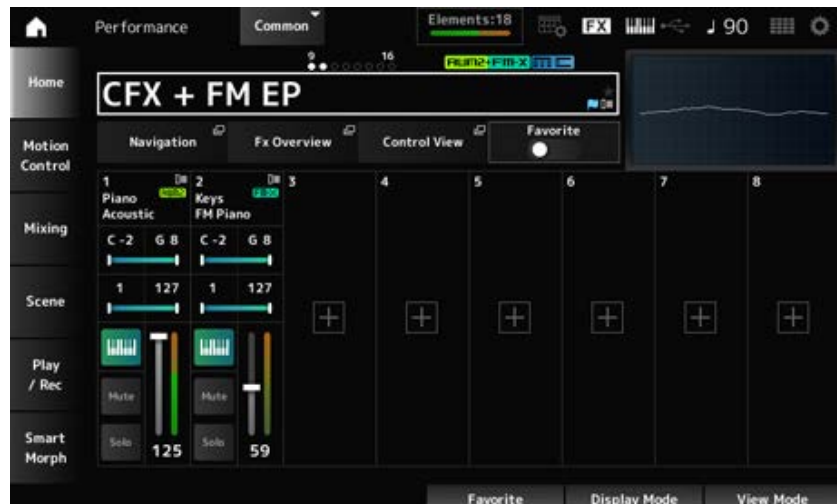 Performance
Common
Elements:18
FX
90
Home
9 16
AWM2+FM-X MC
CFX + FM EP
Navigation
Fx Overview
Control View
Favorite
Motion
Control
1 2 3 4 5 6 7 8
Piano
Acoustic
Keys
FM Piano
Mixing
C -2 G 8 C -2 G 8
Scene
1 127 1 127
Play
/ Rec
Mute Mute
Solo 125 Solo 59
Smart
Morph
Favorite
Display Mode
View Mode